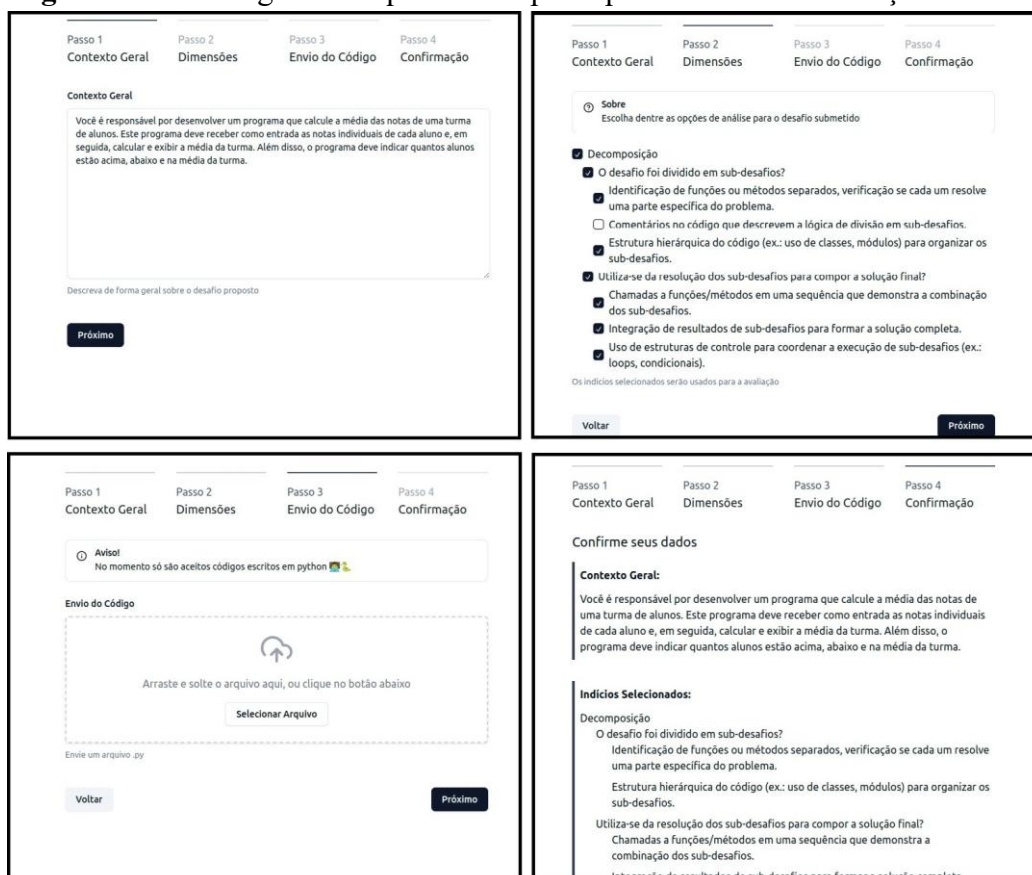 Passo 1
Contexto Geral
Passo 2
Dimensões
Passo 3
Envio do Código
Passo 4
Confirmação
Contexto Geral
Você é responsável por desenvolver um programa que calcule a média das notas de uma turma
de alunos. Este programa deve receber como entrada as notas individuais de cada aluno e, em
seguida, calcular e exibir a média da turma. Além disso, o programa deve indicar quantos alunos
estão acima, abaixo e na média da turma.
Descreva de forma geral sobre o desafio proposto
Próximo
Passo 1
Contexto Geral
Passo 2
Dimensões
Passo 3
Envio do Código
Passo 4
Confirmação
Sobre
Escolha dentre as opções de análise para o desafio submetido
Decomposição
O desafio foi dividido em sub-desafios?
Identificação de funções ou métodos separados, verificação se cada um resolve
uma parte específica do problema.
Comentários no código que descrevem a lógica de divisão em sub-desafios.
Estrutura hierárquica do código (ex.: uso de classes, módulos) para organizar os
sub-desafios.
Utiliza-se da resolução dos sub-desafios para compor a solução final?
Chamadas a funções/métodos em uma sequência que demonstra a combinação
dos sub-desafios.
Integração de resultados de sub-desafios para formar a solução completa.
Uso de estruturas de controle para coordenar a execução de sub-desafios (ex.:
loops, condicionais).
Os indícios selecionados serão usados para a avaliação
Voltar
Próximo
Passo 1
Contexto Geral
Passo 2
Dimensões
Passo 3
Envio do Código
Passo 4
Confirmação
Aviso!
No momento só são aceitos códigos escritos em python
Envio do Código
Arraste e solte o arquivo aqui, ou clique no botão abaixo
Selecionar Arquivo
Envie um arquivo .py
Voltar
Próximo
Passo 1
Contexto Geral
Passo 2
Dimensões
Passo 3
Envio do Código
Passo 4
Confirmação
Confirme seus dados
Contexto Geral:
Você é responsável por desenvolver um programa que calcule a média das notas de
uma turma de alunos. Este programa deve receber como entrada as notas individuais
de cada aluno e, em seguida, calcular e exibir a média da turma. Além disso, o
programa deve indicar quantos alunos estão acima, abaixo e na média da turma.
Indícios Selecionados:
Decomposição
O desafio foi dividido em sub-desafios?
Identificação de funções ou métodos separados, verificação se cada um resolve
uma parte específica do problema.
Estrutura hierárquica do código (ex.: uso de classes, módulos) para organizar os
sub-desafios.
Utiliza-se da resolução dos sub-desafios para compor a solução final?
Chamadas a funções/métodos em uma sequência que demonstra a
combinação dos sub-desafios.